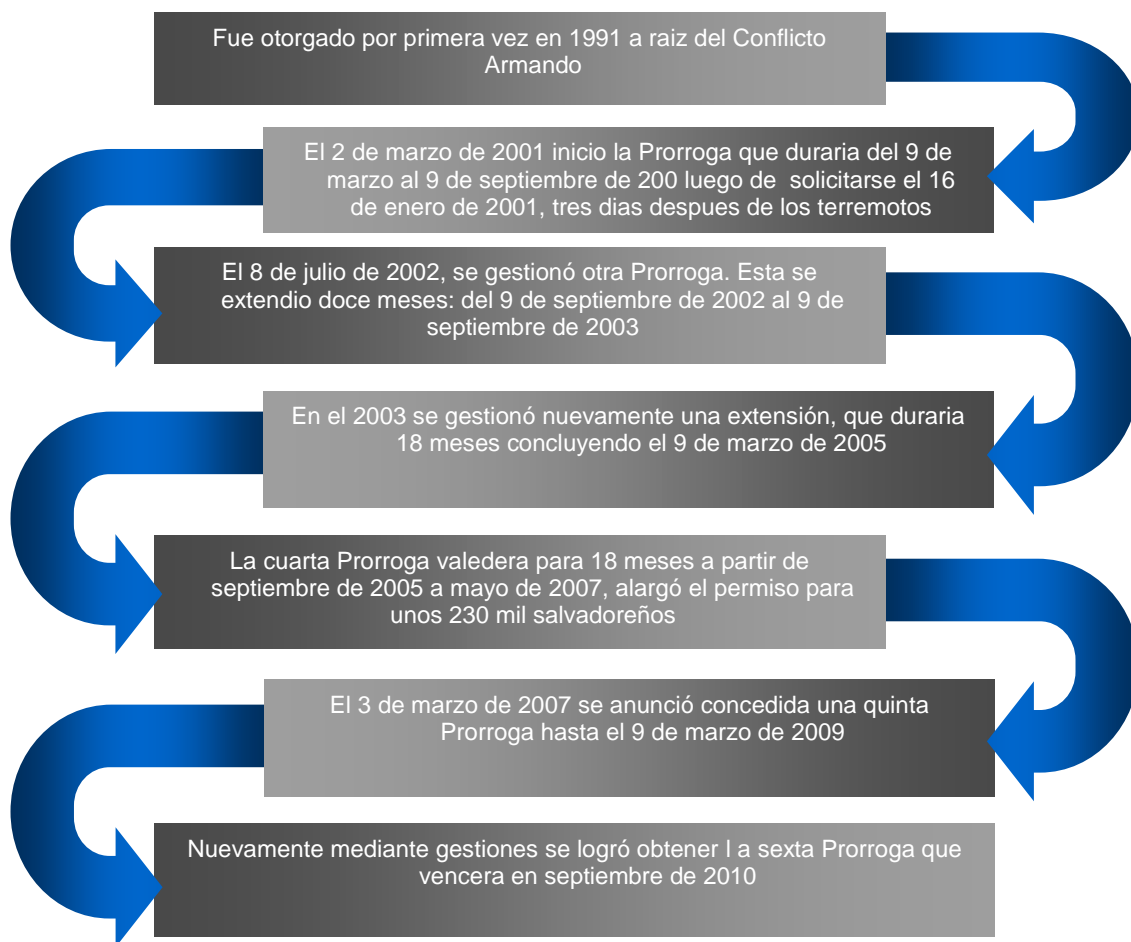 Fue otorgado por primera vez en 1991 a raiz del Conflicto
Armando
El 2 de marzo de 2001 inicio la Prorroga que duraria del 9 de
marzo al 9 de septiembre de 200 luego de solicitarse el 16
de enero de 2001, tres dias despues de los terremotos
El 8 de julio de 2002, se gestionó otra Prorroga. Esta se
extendio doce meses: del 9 de septiembre de 2002 al 9 de
septiembre de 2003
En el 2003 se gestionó nuevamente una extensión, que duraria
18 meses concluyendo el 9 de marzo de 2005
La cuarta Prorroga valedera para 18 meses a partir de
septiembre de 2005 a mayo de 2007, alargó el permiso para
unos 230 mil salvadoreños
El 3 de marzo de 2007 se anunció concedida una quinta
Prorroga hasta el 9 de marzo de 2009
Nuevamente mediante gestiones se logró obtener l a sexta Prorroga que
vencera en septiembre de 2010